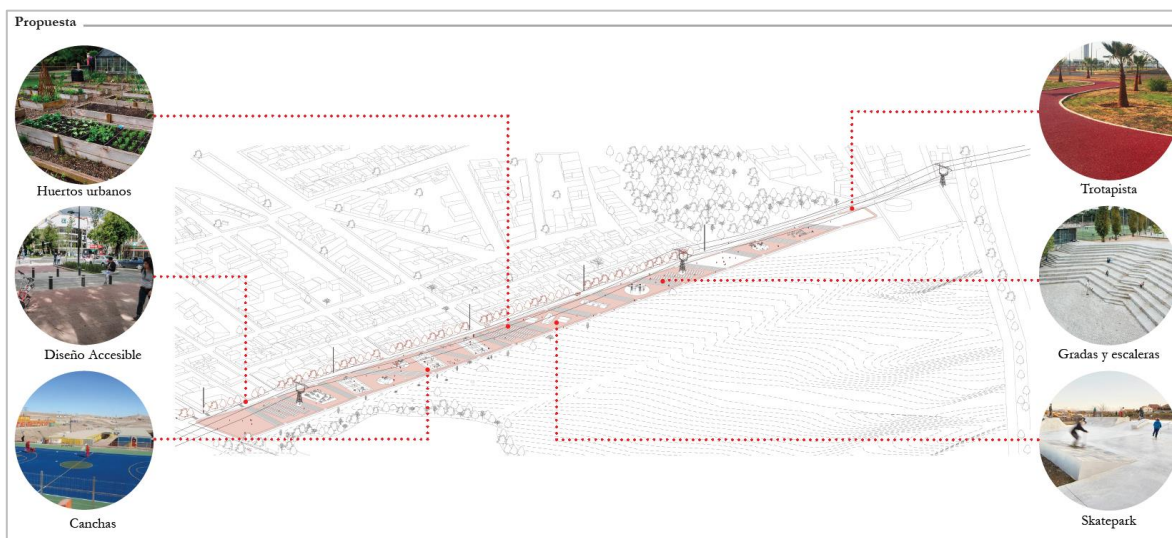 Propuesta
Huertos urbanos
Diseño Accesible
Canchas
Trotapista
Gradas y escaleras
Skatepark